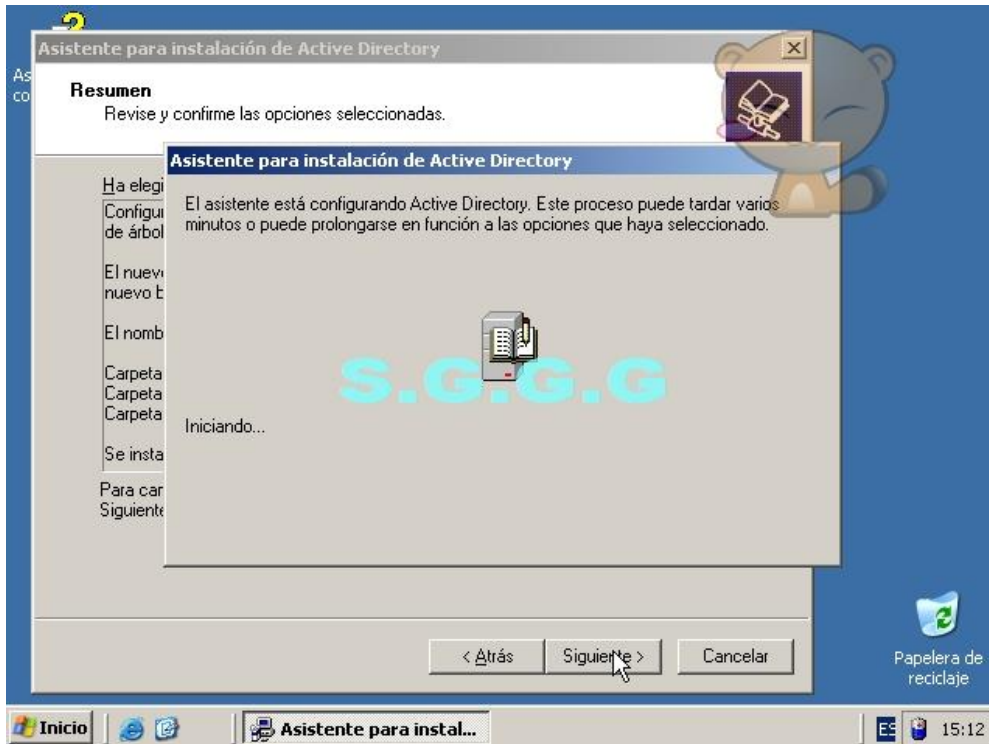 Asistente para instalación de Active Directory
As
co
Resumen
Revise y confirme las opciones seleccionadas.
Asistente para instalación de Active Directory
El asistente está configurando Active Directory. Este proceso puede tardar varios
minutos o puede prolongarse en función a las opciones que haya seleccionado.
Iniciando...
S.G.G.G
Ha elegi
Configu
de árbol
El nuev
nuevo b
El nomb
Carpeta
Carpeta
Carpeta
Se insta
Para car
Siguiente
< Atrás
Siguiente >
Cancelar
Papelera de
reciclaje
Inicio
Asistente para instal...
ES
15:12